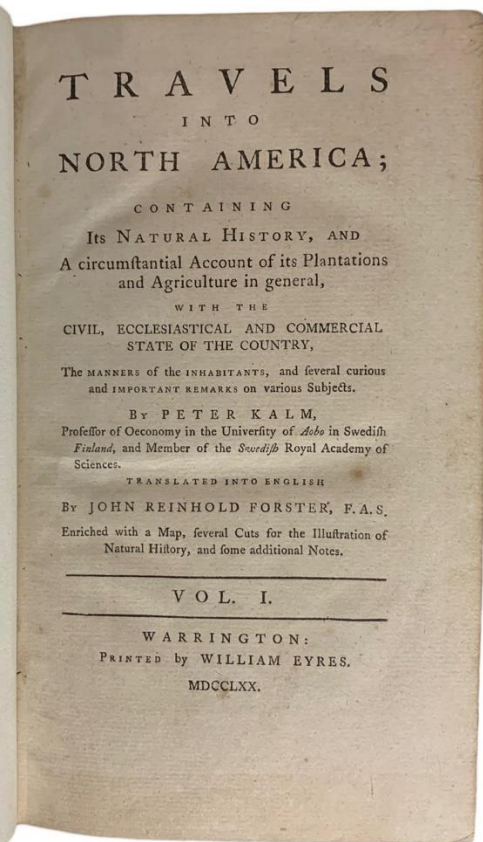 TRAVELS
INTO
NORTH AMERICA;
CONTAINING
Its NATURAL HISTORY, AND
A circumſtantial Account of its Plantations
and Agriculture in general,
WITH THE
CIVIL, ECCLESIASTICAL AND COMMERCIAL
STATE OF THE COUNTRY,
The MANNERS of the INHABITANTS, and ſeveral curious
and IMPORTANT REMARKS on various Subjects.
By PETER KALM,
Profeſſor of Oeconomy in the Univerſity of Aobo in Swediſh
Finland, and Member of the Swediſh Royal Academy of
Sciences.
TRANSLATED INTO ENGLISH
By JOHN REINHOLD FORSTER, F.A.S.
Enriched with a Map, ſeveral Cuts for the Illuſtration of
Natural Hiſtory, and ſome additional Notes.
VOL. I.
WARRINGTON:
PRINTED by WILLIAM EYRES.
MDCCLXX.